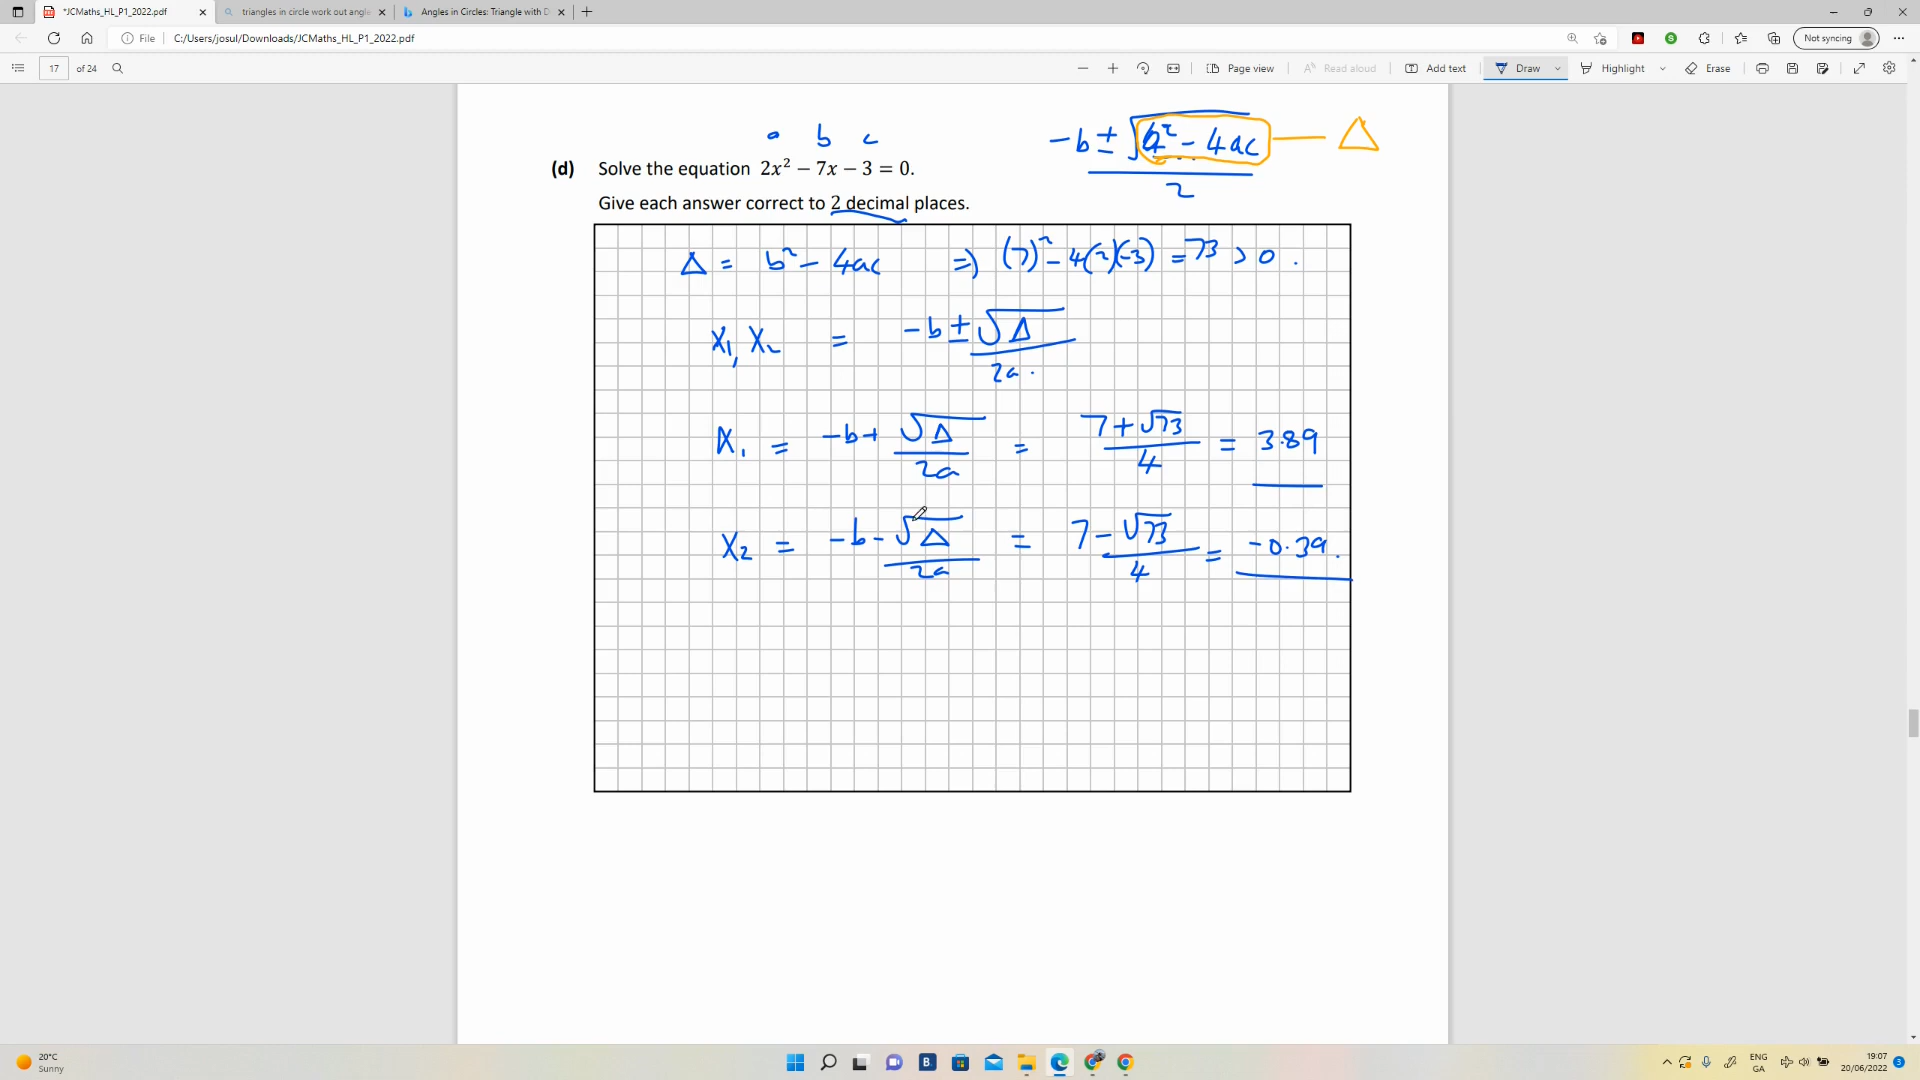 *JCMaths_HL_P1_2022.pdf
triangles in circle work out angle
Angles in Circles: Triangle with D
File
C:/Users/josul/Downloads/JCMaths_HL_P1_2022.pdf
Not syncing
17 of 24
Page view
Read aloud
Add text
Draw
Highlight
Erase
a b c
-b ± √b² - 4ac — Δ
2
(d) Solve the equation 2x² − 7x − 3 = 0.
Give each answer correct to 2 decimal places.
Δ = b² - 4ac => (7)² - 4(2)(-3) = 73 > 0 .
X₁, X₂ = -b ± √Δ
2a .
X₁ = -b + √Δ / 2a = 7 + √73 / 4 = 3.89
X₂ = -b - √Δ / 2a = 7 - √73 / 4 = -0.39.
20°C
Sunny
B.
ENG
GA
19:07
20/06/2022
3